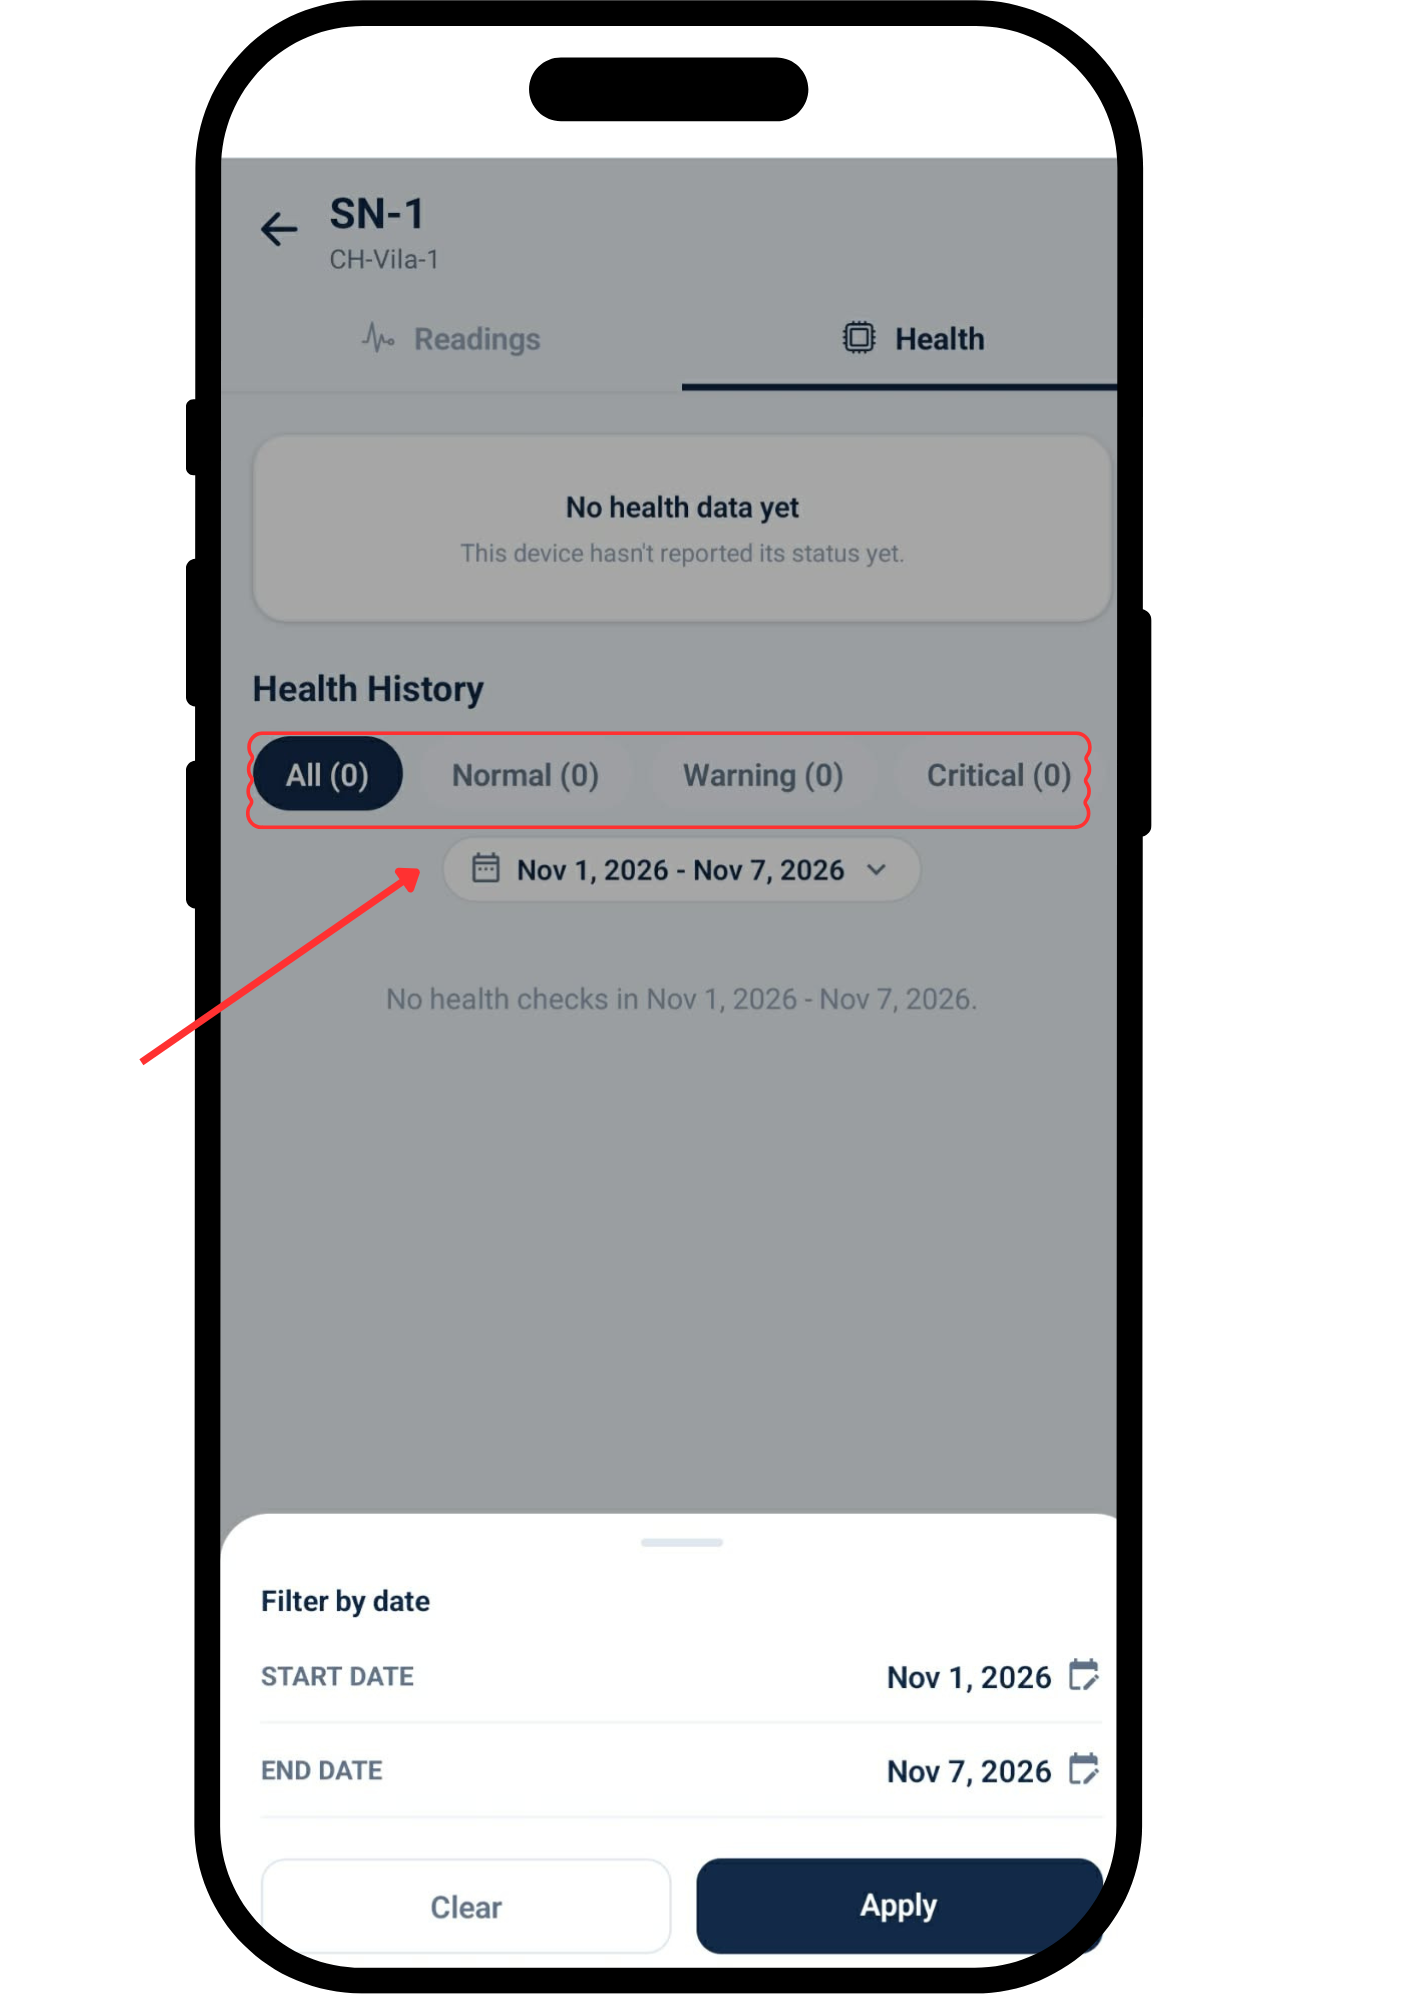 SN-1
CH-Vila-1
Readings
Health
No health data yet
This device hasn't reported its status yet.
Health History
All (0)
Normal (0)
Warning (0)
Critical (0)
Nov 1, 2026 - Nov 7, 2026
No health checks in Nov 1, 2026 - Nov 7, 2026.
Filter by date
START DATE
Nov 1, 2026
END DATE
Nov 7, 2026
Clear
Apply